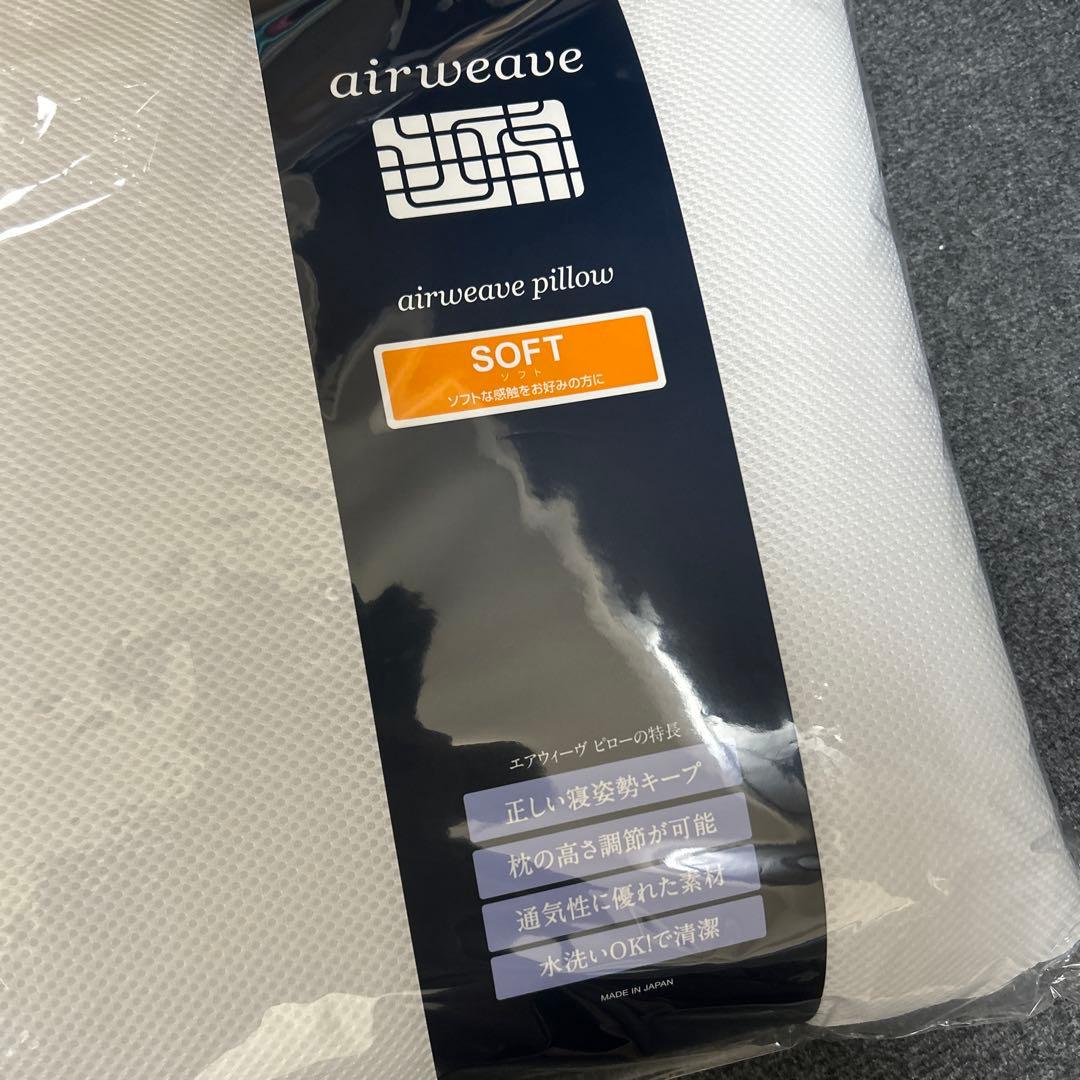 airweave
airweave pillow
SOFT
ソフト
ソフトな感触をお好みの方に
エアウィーヴ ピローの特長
正しい寝姿勢キープ
枕の高さ調節が可能
通気性に優れた素材
水洗いOK!で清潔
MADE IN JAPAN